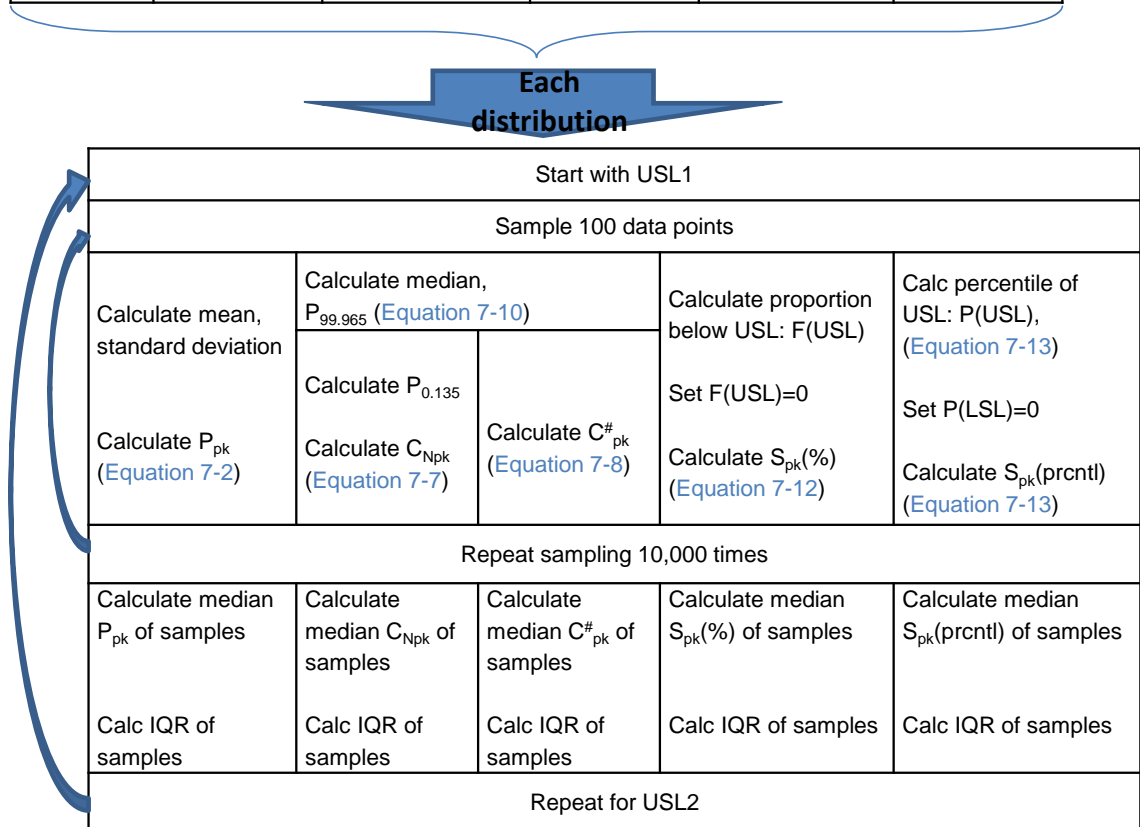 Each
distribution
Start with USL1
Sample 100 data points
Calculate mean,
standard deviation
Calculate Ppk
(Equation 7-2)
Calculate median,
P99.965 (Equation 7-10)
Calculate P0.135
Calculate CNpk
(Equation 7-7)
Calculate C#pk
(Equation 7-8)
Calculate proportion
below USL: F(USL)
Set F(USL)=0
Calculate Spk(%)
(Equation 7-12)
Calc percentile of
USL: P(USL),
(Equation 7-13)
Set P(LSL)=0
Calculate Spk(prcntl)
(Equation 7-13)
Repeat sampling 10,000 times
Calculate median
Ppk of samples
Calc IQR of
samples
Calculate
median CNpk of
samples
Calc IQR of
samples
Calculate
median C#pk of
samples
Calc IQR of
samples
Calculate median
Spk(%) of samples
Calc IQR of samples
Calculate median
Spk(prcntl) of samples
Calc IQR of samples
Repeat for USL2